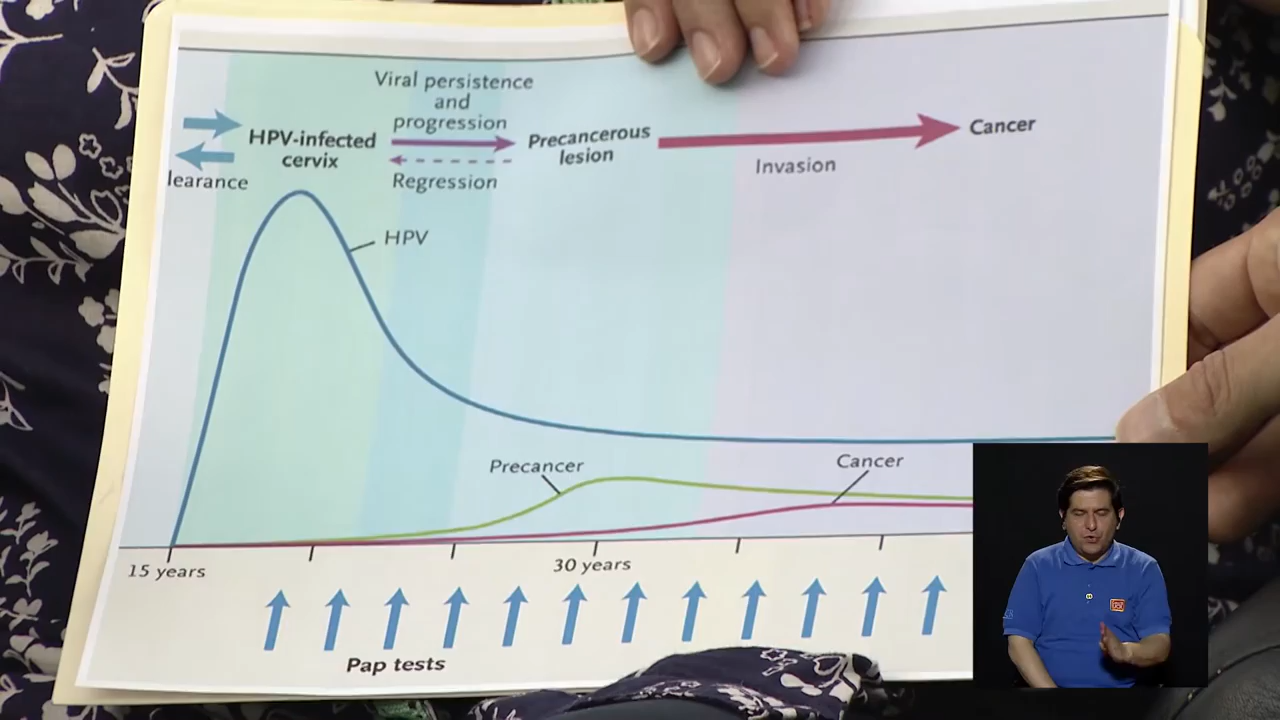 Viral persistence
and
progression
HPV-infected
cervix
Precancerous
lesion
Cancer
learance
Regression
Invasion
HPV
Precancer
Cancer
15 years
30 years
Pap tests